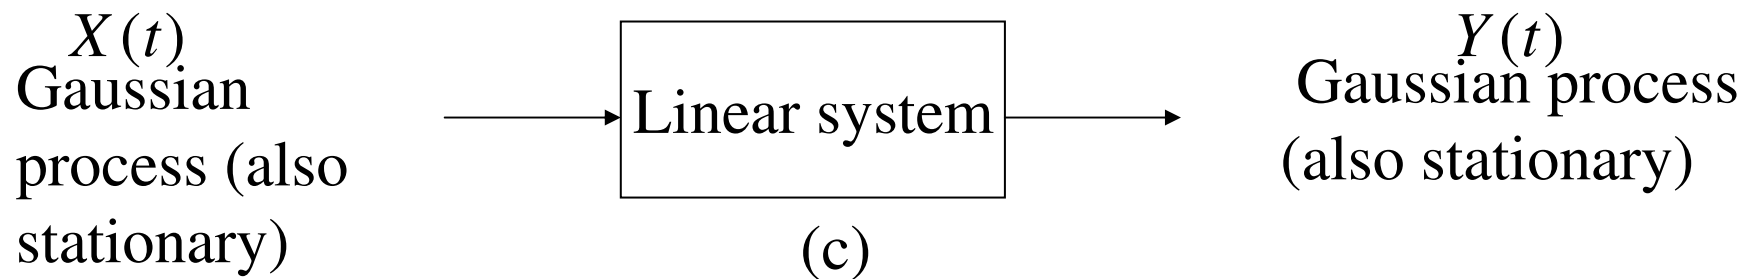 X(t)
Gaussian
process (also
stationary)
Linear system
(c)
Y(t)
Gaussian process
(also stationary)